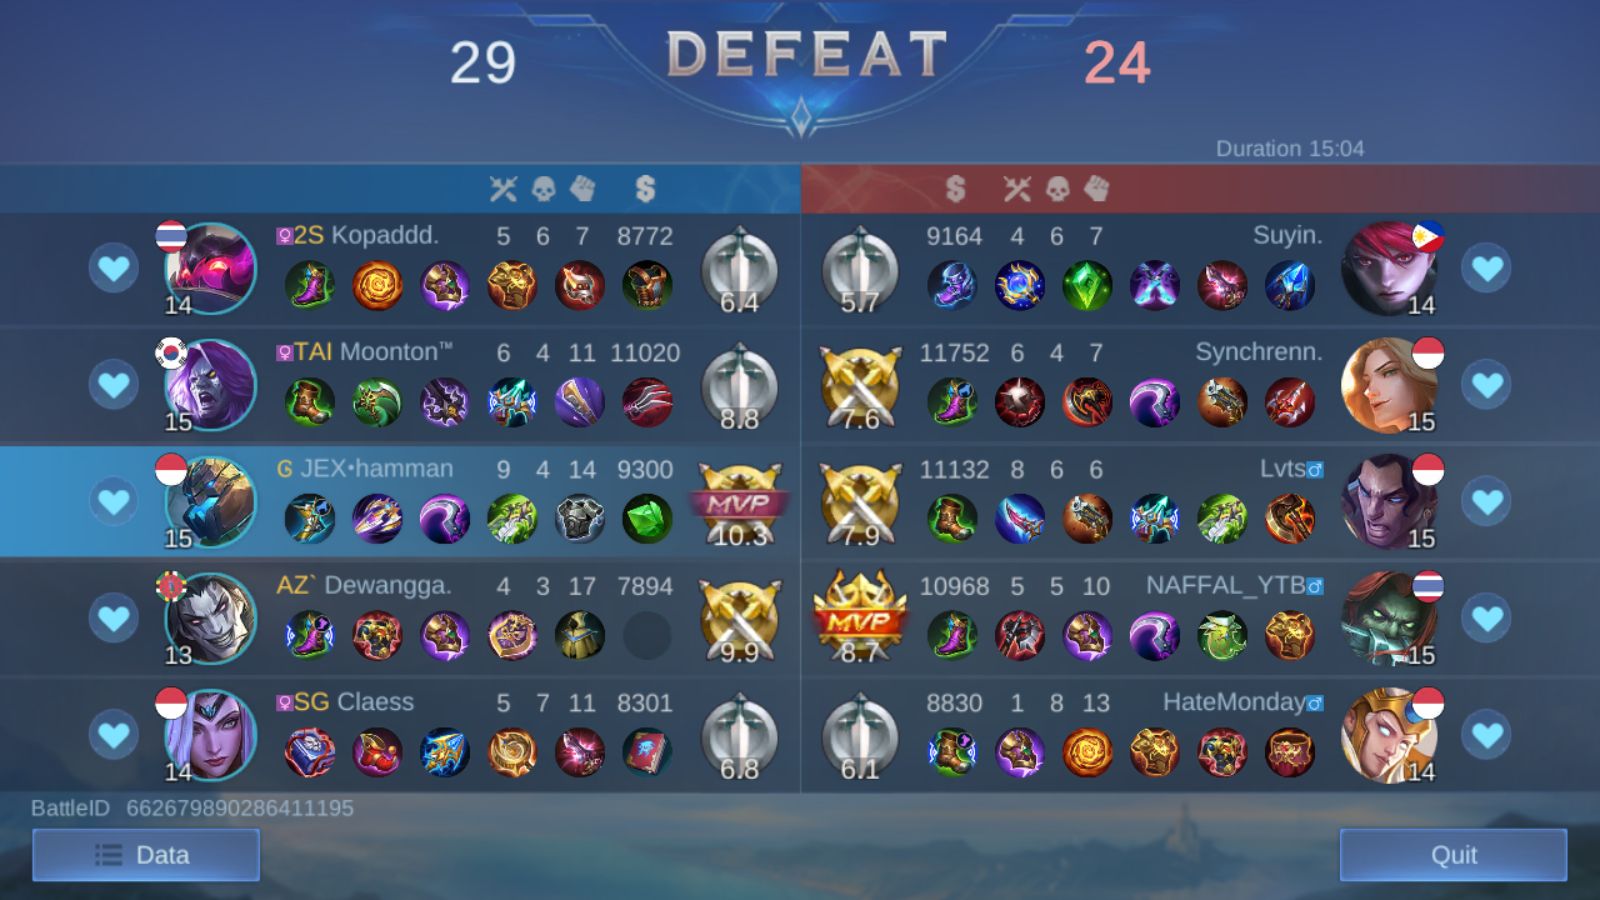 29 DEFEAT 24
Duration 15:04
2S Kopaddd. 5 6 7 8772 6.4 14
5.7 9164 4 6 7 Suyin. 14
TAI Moonton™ 6 4 11 11020 8.8 15
7.6 11752 6 4 7 Synchrenn. 15
G JEX•hamman 9 4 14 9300 MVP 10.3 15
7.9 11132 8 6 6 Lvts 15
AZ` Dewangga. 4 3 17 7894 9.9 13
MVP 8.7 10968 5 5 10 NAFFAL_YTB 15
SG Claess 5 7 11 8301 6.8 14
6.1 8830 1 8 13 HateMonday 14
BattleID 662679890286411195
Data
Quit